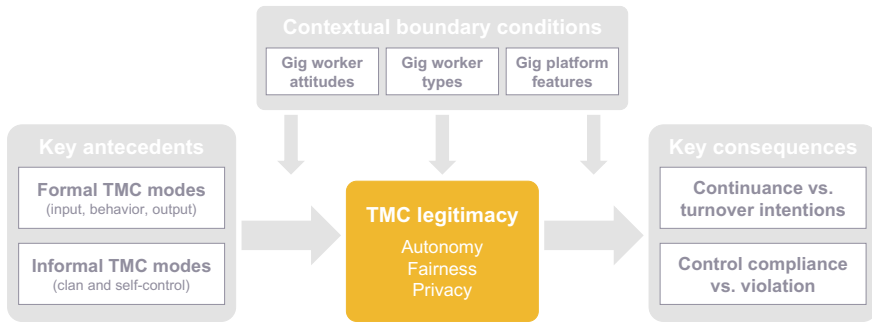 Contextual boundary conditions
Gig worker
attitudes
Gig worker
types
Gig platform
features
Key antecedents
Formal TMC modes
(input, behavior, output)
Informal TMC modes
(clan and self-control)
TMC legitimacy
Autonomy
Fairness
Privacy
Key consequences
Continuance vs.
turnover intentions
Control compliance
vs. violation